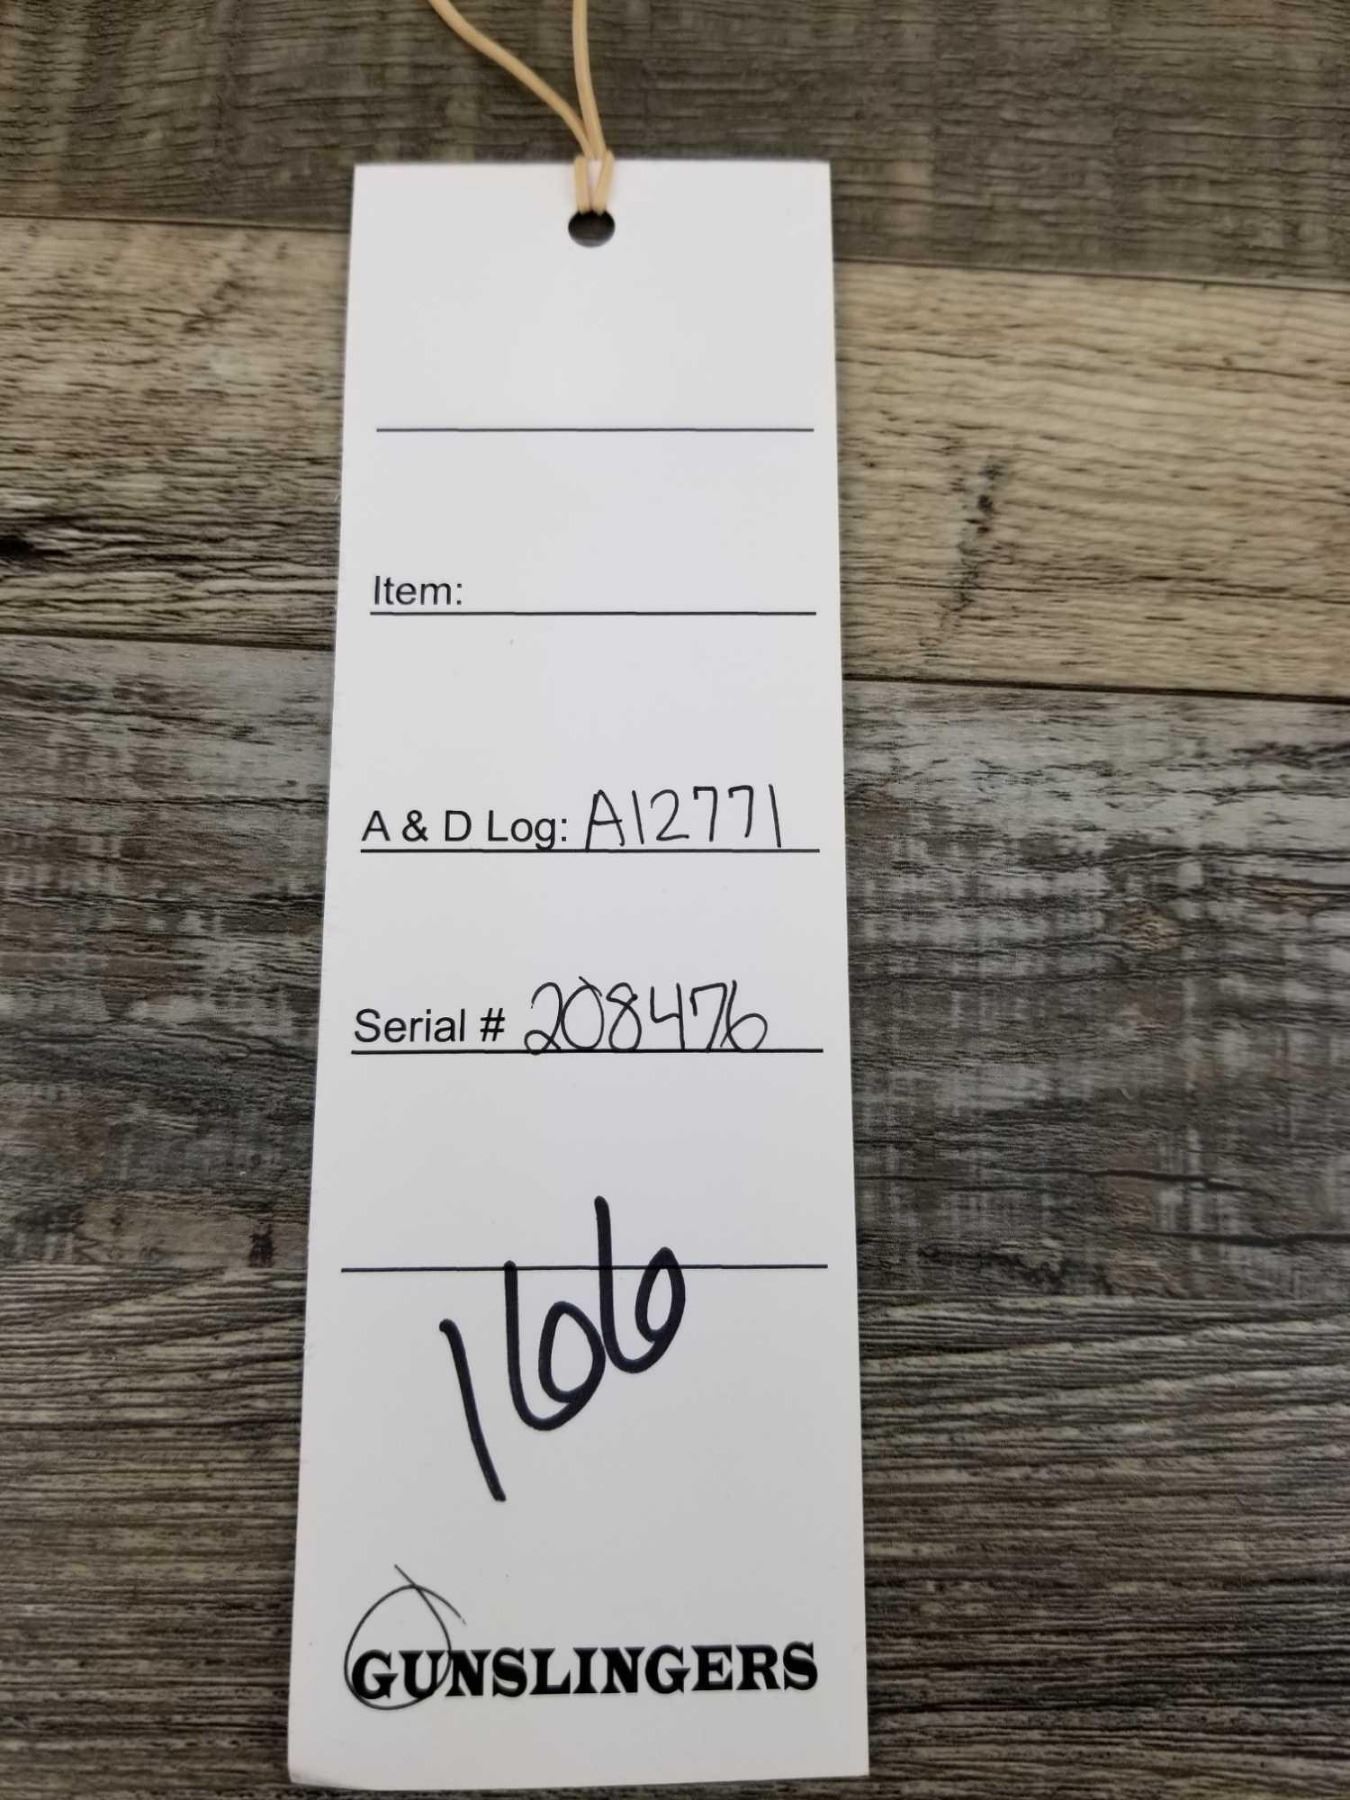 Item:
A & D Log: A12771
Serial # 208476
166
GUNSLINGERS